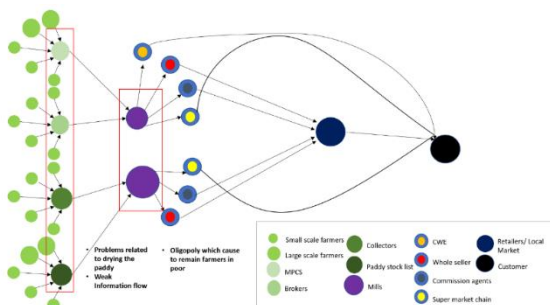 • Problems related
to drying the
paddy
• Weak
Information flow
• Oligopoly which cause
to remain farmers in
poor
Small scale farmers
Large scale farmers
MPCS
Brokers
Collectors
Paddy stock list
Mills
CWE
Whole seller
Commission agents
Super market chain
Retailers/ Local
Market
Customer